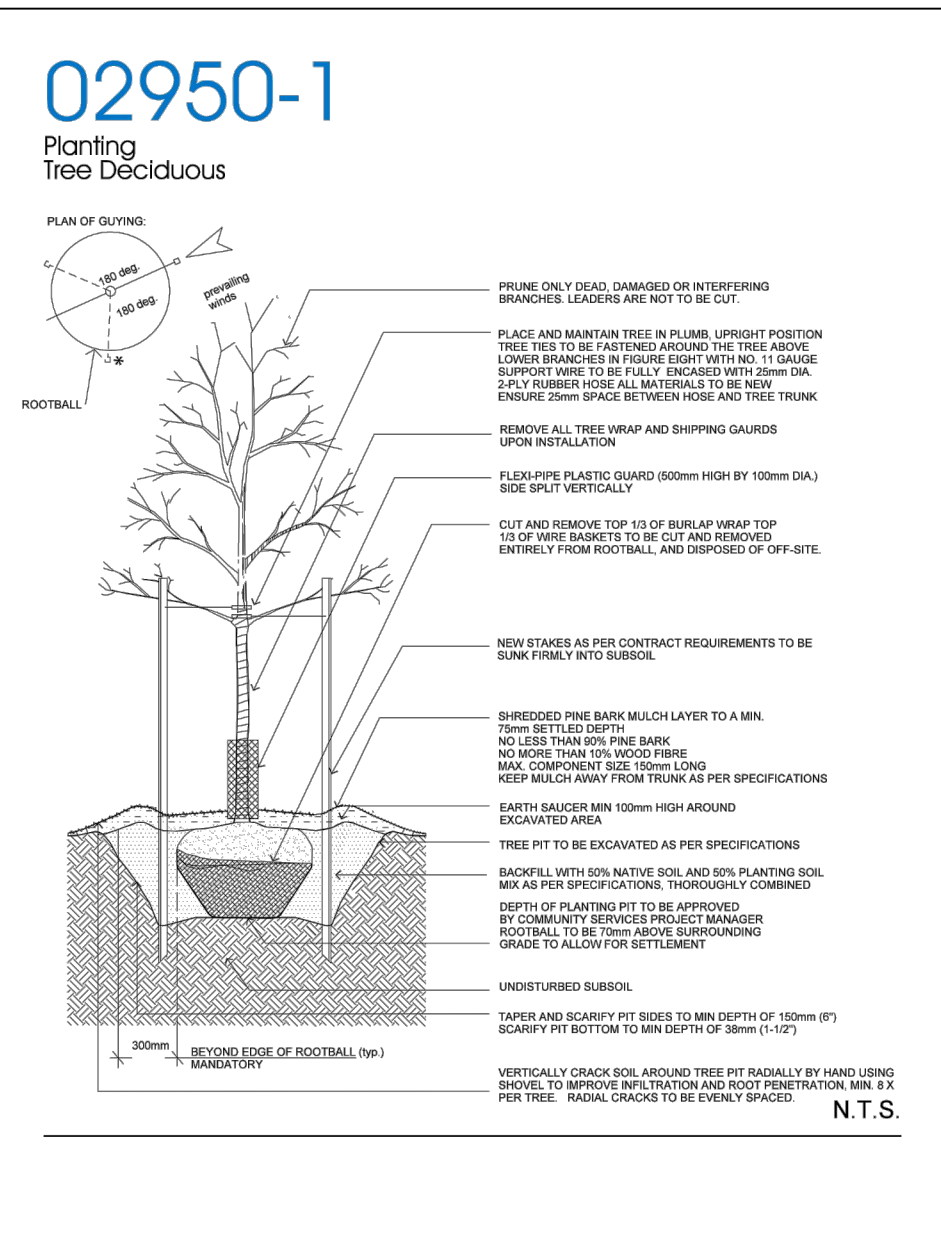 02950-1
Planting
Tree Deciduous
PLAN OF GUYING:
180 deg.
180 deg.
prevailing
winds
*
ROOTBALL
PRUNE ONLY DEAD, DAMAGED OR INTERFERING
BRANCHES. LEADERS ARE NOT TO BE CUT.
PLACE AND MAINTAIN TREE IN PLUMB, UPRIGHT POSITION
TREE TIES TO BE FASTENED AROUND THE TREE ABOVE
LOWER BRANCHES IN FIGURE EIGHT WITH NO. 11 GAUGE
SUPPORT WIRE TO BE FULLY ENCASED WITH 25mm DIA.
2-PLY RUBBER HOSE ALL MATERIALS TO BE NEW
ENSURE 25mm SPACE BETWEEN HOSE AND TREE TRUNK
REMOVE ALL TREE WRAP AND SHIPPING GAURDS
UPON INSTALLATION
FLEXI-PIPE PLASTIC GUARD (500mm HIGH BY 100mm DIA.)
SIDE SPLIT VERTICALLY
CUT AND REMOVE TOP 1/3 OF BURLAP WRAP TOP
1/3 OF WIRE BASKETS TO BE CUT AND REMOVED
ENTIRELY FROM ROOTBALL, AND DISPOSED OF OFF-SITE.
NEW STAKES AS PER CONTRACT REQUIREMENTS TO BE
SUNK FIRMLY INTO SUBSOIL
SHREDDED PINE BARK MULCH LAYER TO A MIN.
75mm SETTLED DEPTH
NO LESS THAN 90% PINE BARK
NO MORE THAN 10% WOOD FIBRE
MAX. COMPONENT SIZE 150mm LONG
KEEP MULCH AWAY FROM TRUNK AS PER SPECIFICATIONS
EARTH SAUCER MIN 100mm HIGH AROUND
EXCAVATED AREA
TREE PIT TO BE EXCAVATED AS PER SPECIFICATIONS
BACKFILL WITH 50% NATIVE SOIL AND 50% PLANTING SOIL
MIX AS PER SPECIFICATIONS, THOROUGHLY COMBINED
DEPTH OF PLANTING PIT TO BE APPROVED
BY COMMUNITY SERVICES PROJECT MANAGER
ROOTBALL TO BE 70mm ABOVE SURROUNDING
GRADE TO ALLOW FOR SETTLEMENT
UNDISTURBED SUBSOIL
TAPER AND SCARIFY PIT SIDES TO MIN DEPTH OF 150mm (6")
SCARIFY PIT BOTTOM TO MIN DEPTH OF 38mm (1-1/2")
300mm
BEYOND EDGE OF ROOTBALL (typ.)
MANDATORY
VERTICALLY CRACK SOIL AROUND TREE PIT RADIALLY BY HAND USING
SHOVEL TO IMPROVE INFILTRATION AND ROOT PENETRATION, MIN. 8 X
PER TREE. RADIAL CRACKS TO BE EVENLY SPACED.
N.T.S.